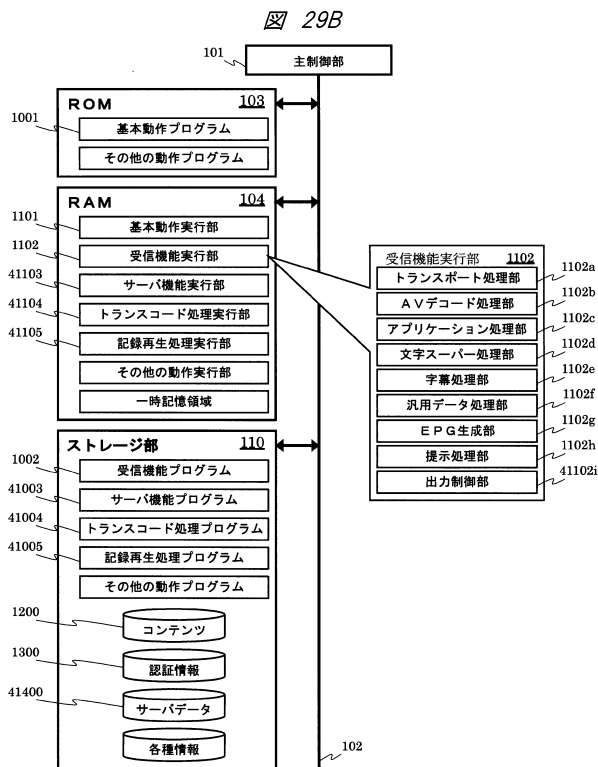 図 29B
101
主制御部
ROM 103
1001
基本動作プログラム
その他の動作プログラム
RAM 104
1101
基本動作実行部
1102
受信機能実行部
41103
サーバ機能実行部
41104
トランスコード処理実行部
41105
記録再生処理実行部
その他の動作実行部
一時記憶領域
受信機能実行部 1102
トランスポート処理部
1102a
AVデコード処理部
1102b
アプリケーション処理部
1102c
文字スーパー処理部
1102d
字幕処理部
1102e
汎用データ処理部
1102f
EPG生成部
1102g
提示処理部
1102h
出力制御部
41102i
ストレージ部 110
1002
受信機能プログラム
41003
サーバ機能プログラム
41004
トランスコード処理プログラム
41005
記録再生処理プログラム
その他の動作プログラム
1200
コンテンツ
1300
認証情報
41400
サーバデータ
各種情報
102